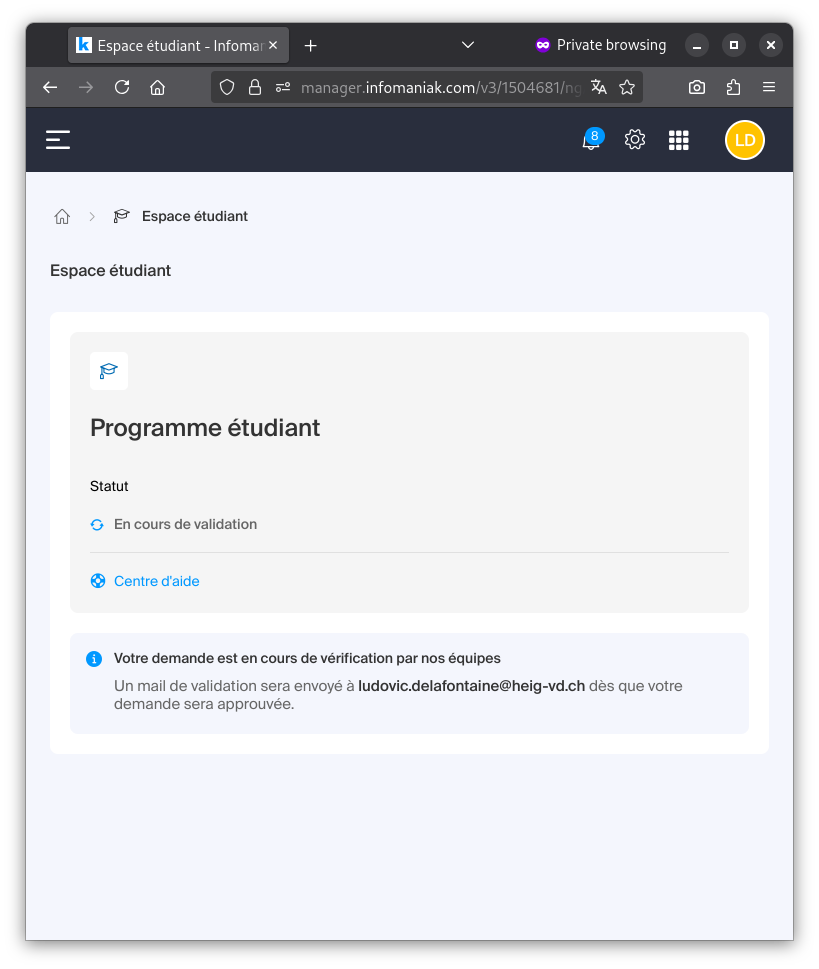 Espace étudiant - Infomar
Private browsing
manager.infomaniak.com/v3/1504681/ng
8
LD
Espace étudiant
Espace étudiant
Programme étudiant
Statut
En cours de validation
Centre d'aide
Votre demande est en cours de vérification par nos équipes
Un mail de validation sera envoyé à ludovic.delafontaine@heig-vd.ch dès que votre
demande sera approuvée.